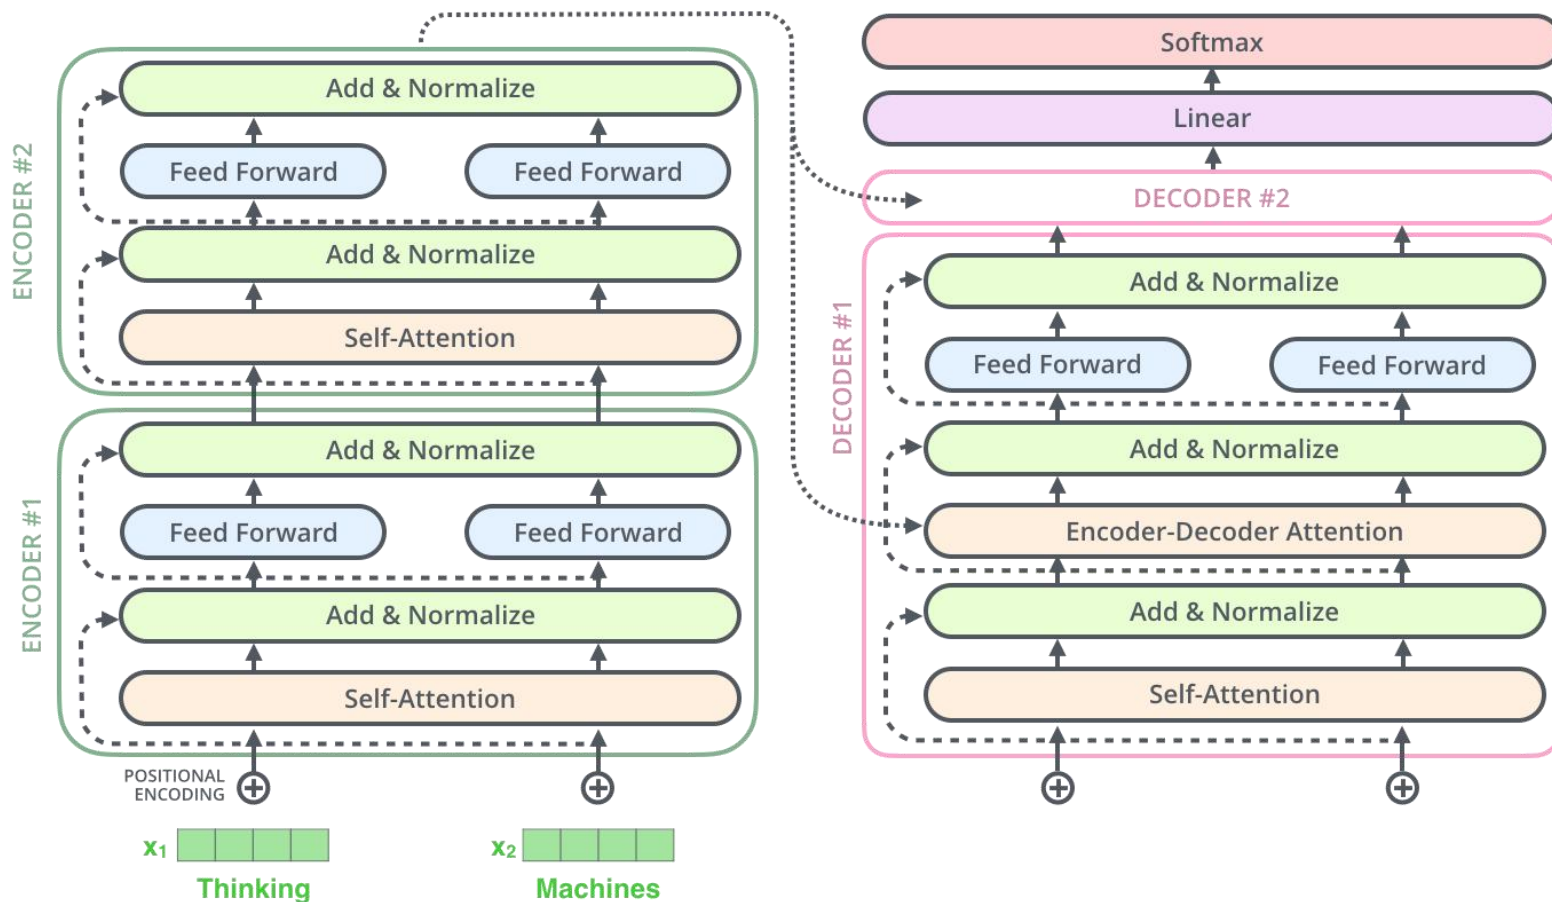 ENCODER #2
Add & Normalize
Feed Forward
Feed Forward
Add & Normalize
Self-Attention
ENCODER #1
Add & Normalize
Feed Forward
Feed Forward
Add & Normalize
Self-Attention
POSITIONAL
ENCODING
x₁
x₂
Thinking
Machines
Softmax
Linear
DECODER #2
DECODER #1
Add & Normalize
Feed Forward
Feed Forward
Add & Normalize
Encoder-Decoder Attention
Add & Normalize
Self-Attention